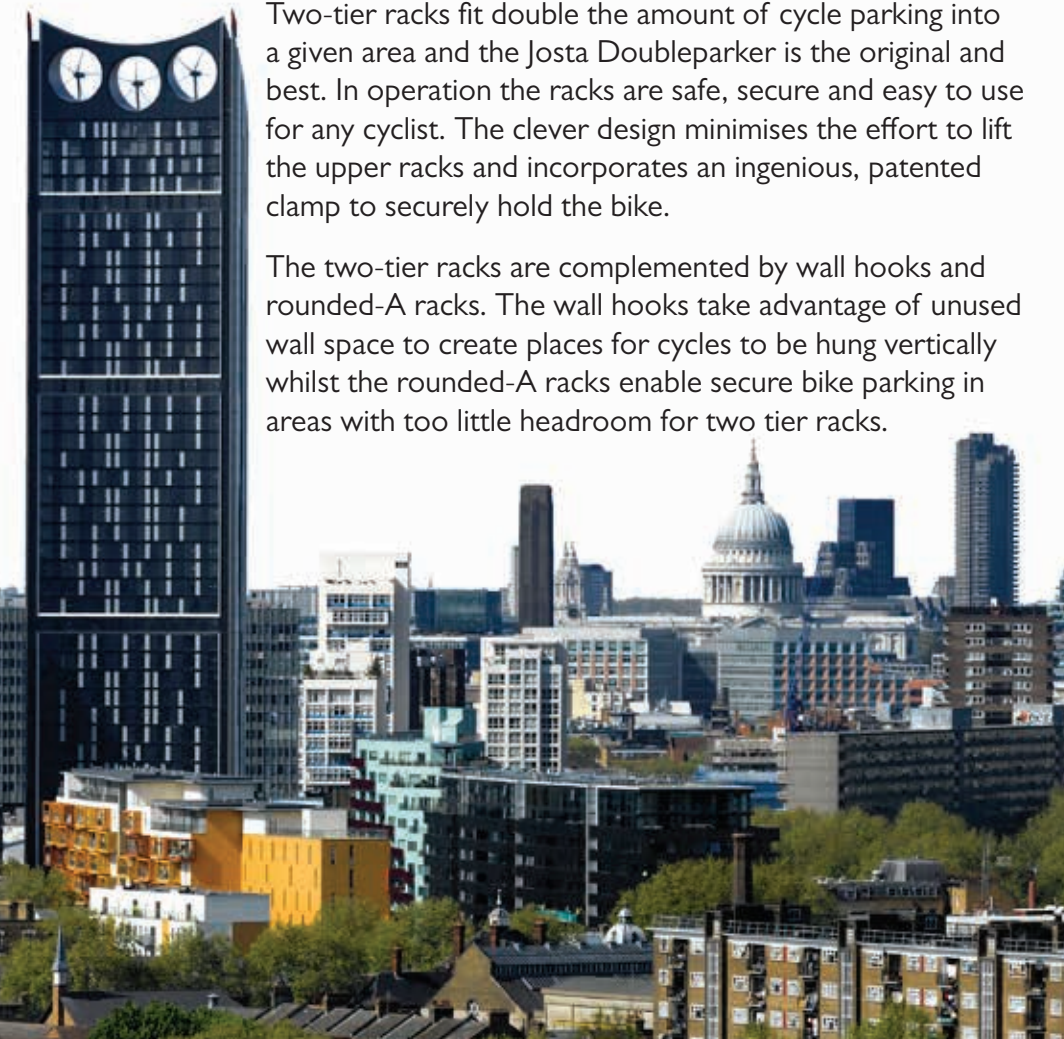 Two-tier racks fit double the amount of cycle parking into
a given area and the Josta Doubleparker is the original and
best. In operation the racks are safe, secure and easy to use
for any cyclist. The clever design minimises the effort to lift
the upper racks and incorporates an ingenious, patented
clamp to securely hold the bike.
The two-tier racks are complemented by wall hooks and
rounded-A racks. The wall hooks take advantage of unused
wall space to create places for cycles to be hung vertically
whilst the rounded-A racks enable secure bike parking in
areas with too little headroom for two tier racks.